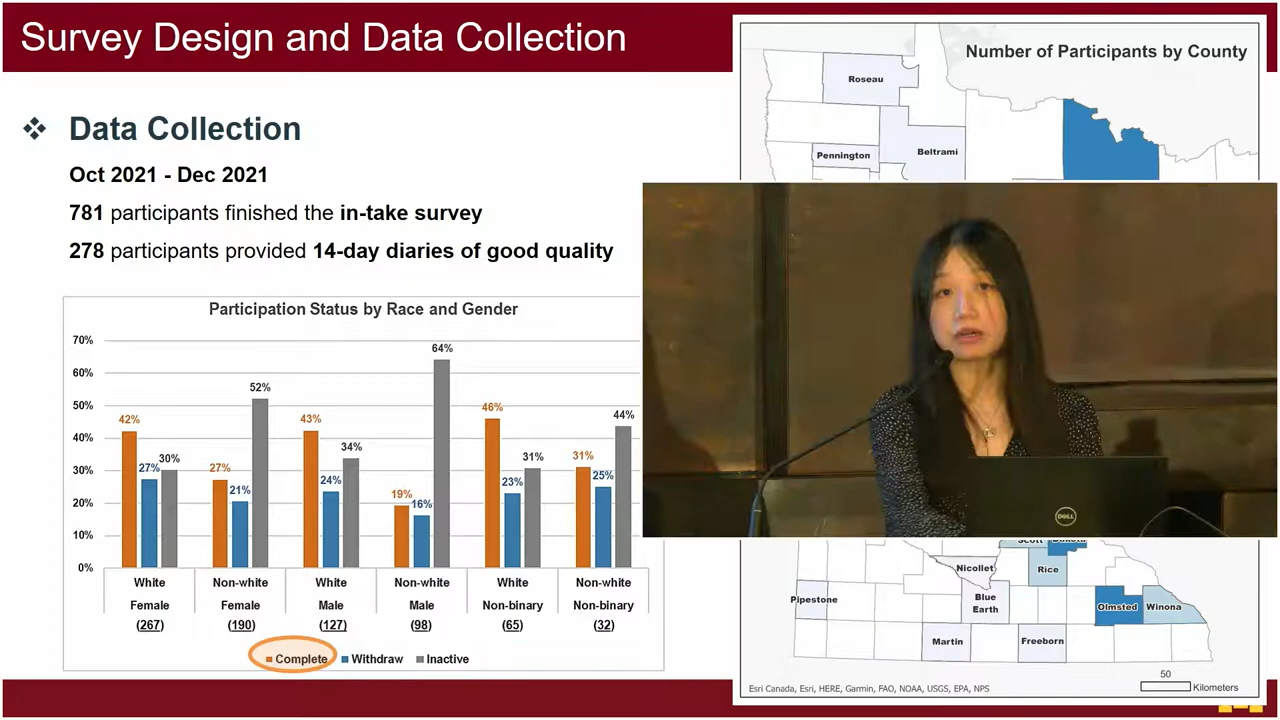 Survey Design and Data Collection
Data Collection
Oct 2021 - Dec 2021
781 participants finished the in-take survey
278 participants provided 14-day diaries of good quality
Participation Status by Race and Gender
70%
60%
50%
40%
30%
20%
10%
0%
42% 27% 30%
27% 21% 52%
43% 24% 34%
19% 16% 64%
46% 23% 31%
31% 25% 44%
White Non-white White Non-white White Non-white
Female Female Male Male Non-binary Non-binary
(267) (190) (127) (98) (65) (32)
Complete Withdraw Inactive
Number of Participants by County
Roseau
Pennington
Beltrami
DELL
Scott Dakota
Nicollet
Rice
Pipestone
Blue
Earth
Olmsted
Winona
Martin
Freeborn
50
Kilometers
Esri Canada, Esri, HERE, Garmin, FAO, NOAA, USGS, EPA, NPS